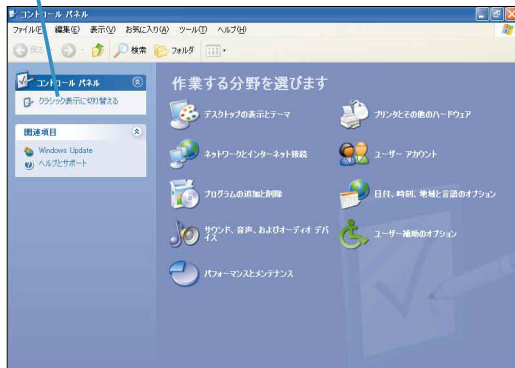 コントロール パネル
ファイル(F) 編集(E) 表示(V) お気に入り(A) ツール(T) ヘルプ(H)
戻る 検索 フォルダ
コントロール パネル
クラシック表示に切り替える
関連項目
Windows Update
ヘルプとサポート
作業する分野を選びます
デスクトップの表示とテーマ
プリンタとその他のハードウェア
ネットワークとインターネット接続
ユーザー アカウント
プログラムの追加と削除
日付、時刻、地域と言語のオプション
サウンド、音声、およびオーディオ デバ
イス
ユーザー補助のオプション
パフォーマンスとメンテナンス